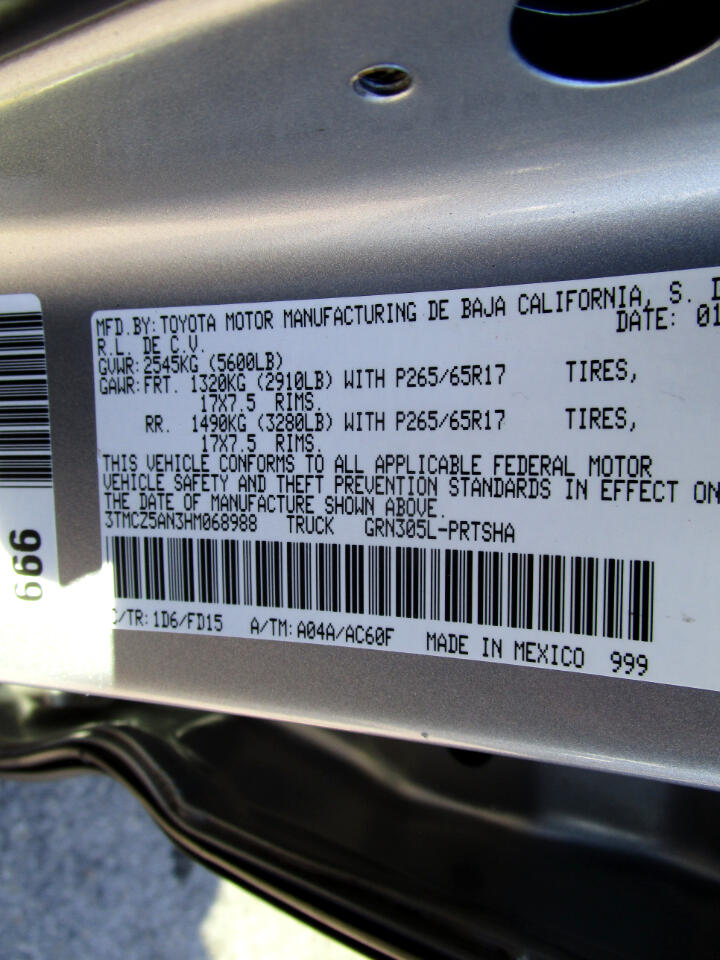 MFD.BY: TOYOTA MOTOR MANUFACTURING DE BAJA CALIFORNIA, S. D
R.L. DE C.V. DATE: 01
GVWR: 2545KG (5600LB)
GAWR: FRT. 1320KG (2910LB) WITH P265/65R17 TIRES,
17X7.5 RIMS.
RR. 1490KG (3280LB) WITH P265/65R17 TIRES,
17X7.5 RIMS.
THIS VEHICLE CONFORMS TO ALL APPLICABLE FEDERAL MOTOR
VEHICLE SAFETY AND THEFT PREVENTION STANDARDS IN EFFECT ON
THE DATE OF MANUFACTURE SHOWN ABOVE.
3TMCZ5AN3HM068988 TRUCK GRN305L-PRTSHA
C/TR: 1D6/FD15 A/TM: A04A/AC60F MADE IN MEXICO 999
999